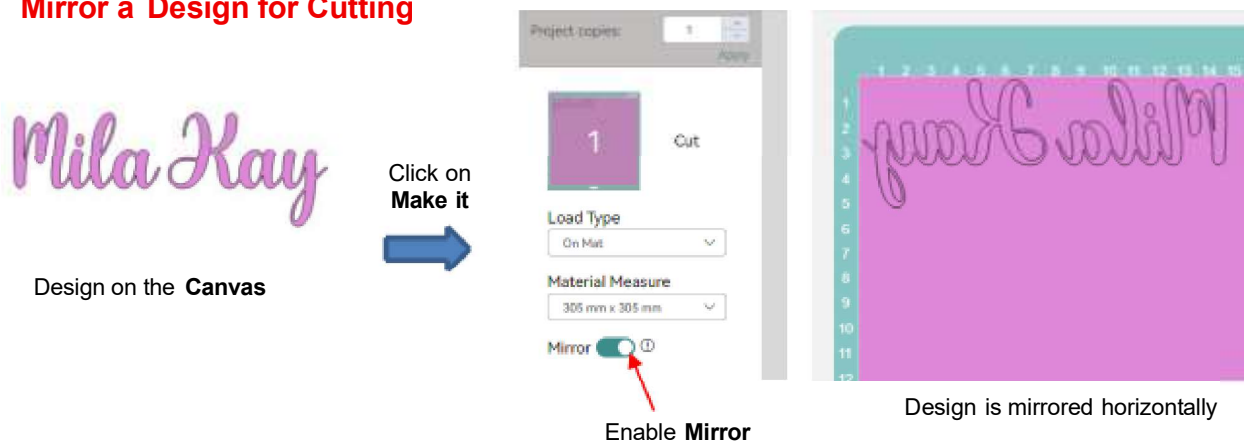 Mirror a Design for Cutting
Mila Kay
Design on the Canvas
Click on
Make it
Project copies:
1
Apply
1
Cut
Load Type
On Mat
Material Measure
305 mm x 305 mm
Mirror
Enable Mirror
1 2 3 4 5 6 7 8 9 10 11 12 13 14 15
1
2
3
4
5
6
7
8
9
10
11
12
Mila Kay
Design is mirrored horizontally